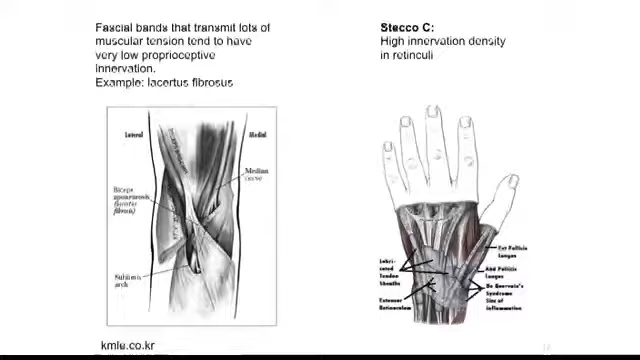 Fascial bands that transmit lots of
muscular tension tend to have
very low proprioceptive
innervation.
Example: lacertus fibrosus
Stecco C:
High innervation density
in retinculi
Lateral
Medial
Median
nerve
Biceps
aponeurosis
(lacertus
fibrosis)
Sublimis
arch
kmle.co.kr
Lubri-
cated
Tendon
Sheaths
Extensor
Retinaculum
Ext Pollicis
Longus
Abd Pollicis
Longus
De Quervain's
Syndrome
Site of
Inflammation